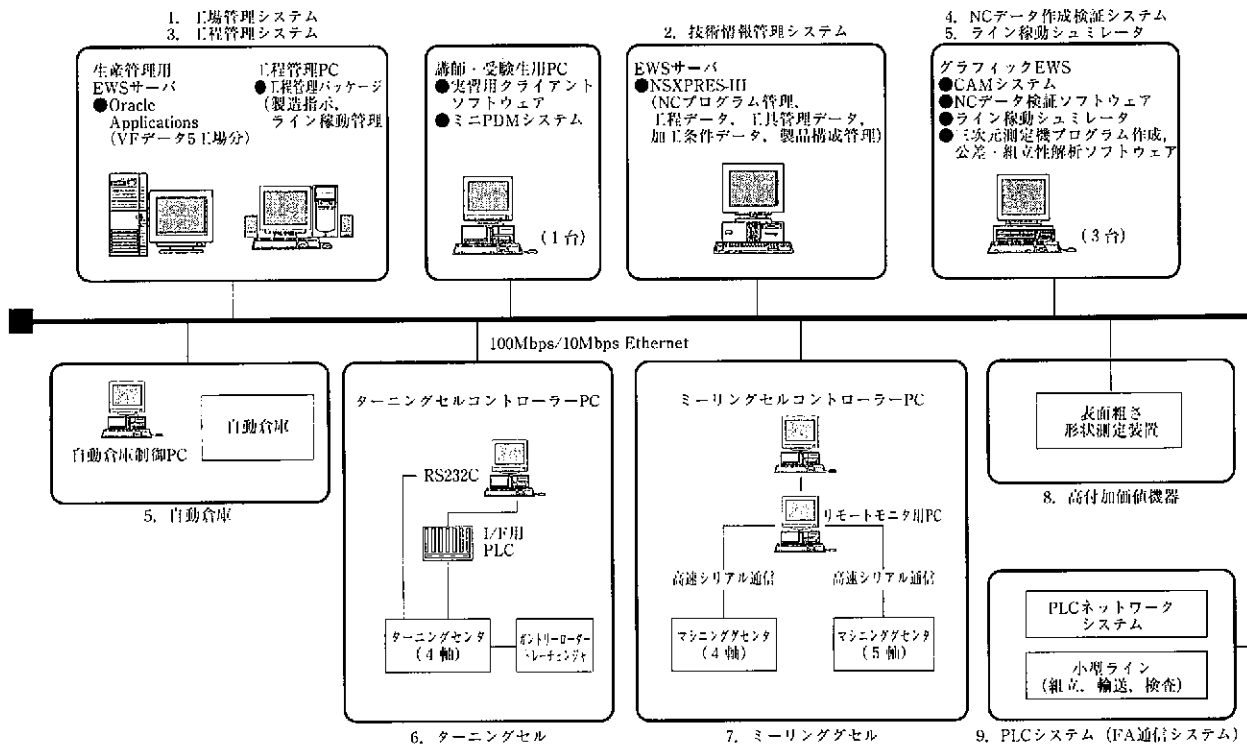 1. 工場管理システム
3. 工程管理システム
生産管理用
EWSサーバ
●Oracle
Applications
(VFデータ5工場分)
工程管理PC
●工程管理パッケージ
(製造指示、
ライン稼動管理)
講師・受験生用PC
●実習用クライアント
ソフトウェア
●ミニPDMシステム
(1台)
2. 技術情報管理システム
EWSサーバ
●NSXPRES-III
(NCプログラム管理、
工程データ、工具管理データ、
加工条件データ、製品構成管理)
4. NCデータ作成検証システム
5. ライン稼動シュミレータ
グラフィックEWS
●CAMシステム
●NCデータ検証ソフトウェア
●ライン稼動シュミレータ
●三次元測定機プログラム作成,
公差・組立性解析ソフトウェア
(3台)
100Mbps/10Mbps Ethernet
自動倉庫制御PC
自動倉庫
5. 自動倉庫
ターニングセルコントローラーPC
RS232C
I/F用
PLC
ターニングセンタ
(4軸)
ガントリーローダー
トレーチェンジャ
6. ターニングセル
ミーリングセルコントローラーPC
リモートモニタ用PC
高速シリアル通信
高速シリアル通信
マシニンググセンタ
(4軸)
マシニンググセンタ
(5軸)
7. ミーリンググセル
表面粗さ
形状測定装置
8. 高付加価値機器
PLCネットワーク
システム
小型ライン
(組立、輸送、検査)
9. PLCシステム (FA通信システム)